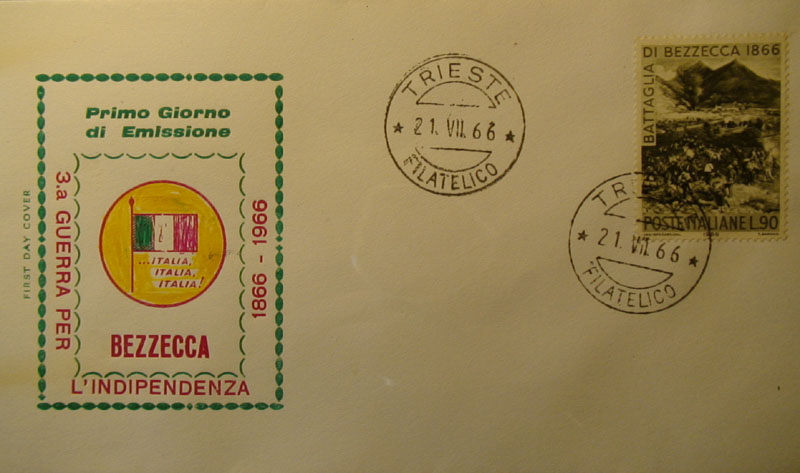 FIRST DAY COVER
Primo Giorno
di Emissione
3.a GUERRA PER
L'INDIPENDENZA
1866 - 1966
...ITALIA,
ITALIA,
ITALIA!
BEZZECCA
TRIESTE
* 21. VII. 66 *
FILATELICO
BATTAGLIA
DI BEZZECCA 1866
POSTE ITALIANE L.90
TRIESTE
* 21. VII. 66 *
FILATELICO